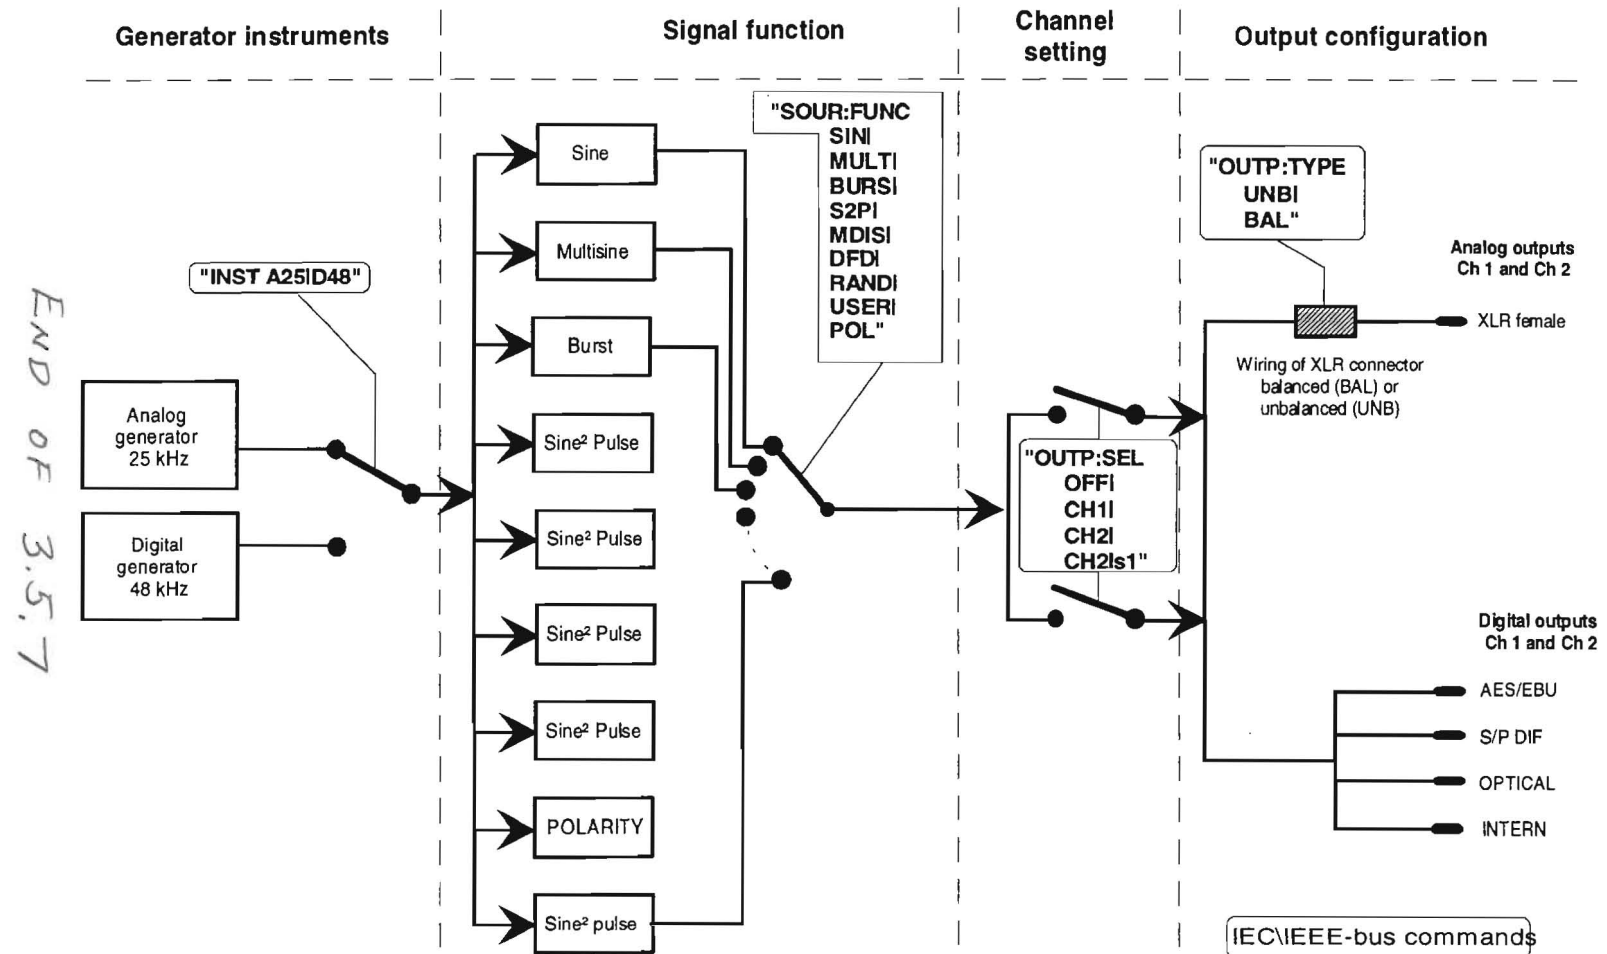 Generator instruments
Signal function
Channel
setting
Output configuration
"INST A25|D48"
Analog
generator
25 kHz
Digital
generator
48 kHz
Sine
Multisine
Burst
Sine² Pulse
Sine² Pulse
Sine² Pulse
Sine² Pulse
POLARITY
Sine² pulse
"SOUR:FUNC
SIN|
MULT|
BURS|
S2P|
MDIS|
DFD|
RAND|
USER|
POL"
"OUTP:SEL
OFF|
CH1|
CH2|
CH2Is1"
"OUTP:TYPE
UNB|
BAL"
Analog outputs
Ch 1 and Ch 2
XLR female
Wiring of XLR connector
balanced (BAL) or
unbalanced (UNB)
Digital outputs
Ch 1 and Ch 2
AES/EBU
S/P DIF
OPTICAL
INTERN
IEC\IEEE-bus commands
END OF 3.5.7